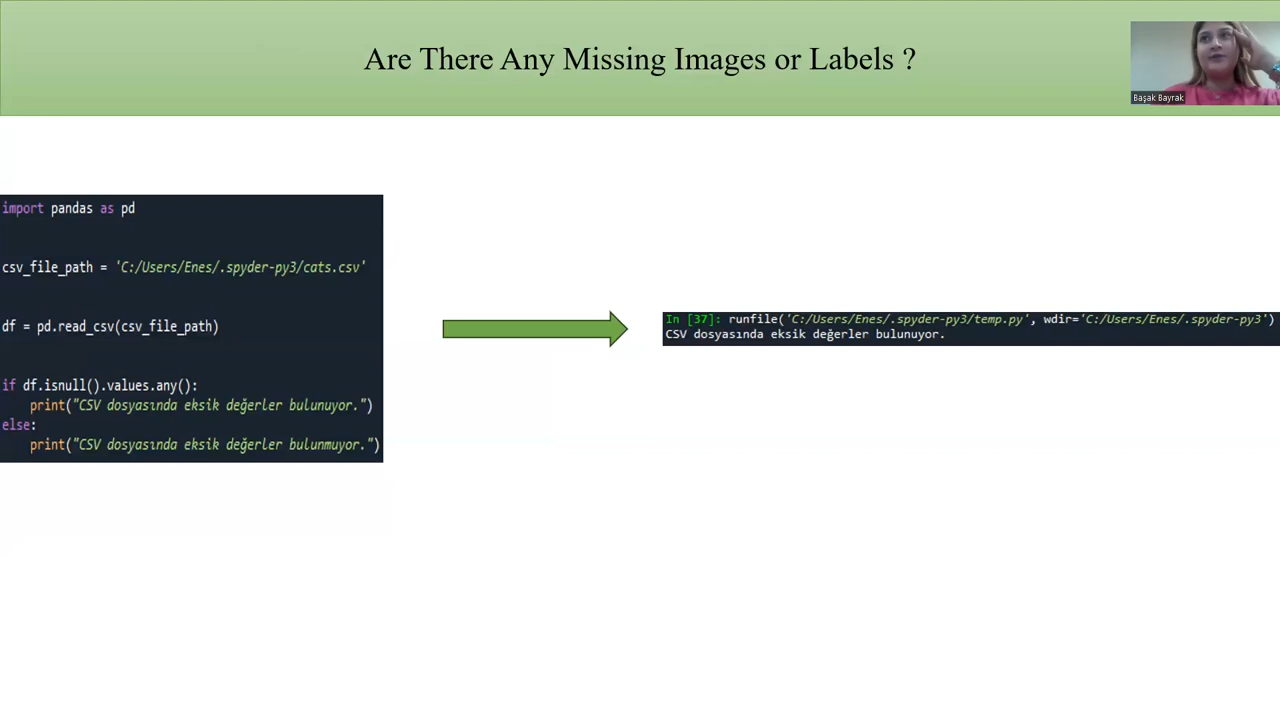 Are There Any Missing Images or Labels ?
Başak Bayrak
import pandas as pd
csv_file_path = 'C:/Users/Enes/.spyder-py3/cats.csv'
df = pd.read_csv(csv_file_path)
if df.isnull().values.any():
    print("CSV dosyasında eksik değerler bulunuyor.")
else:
    print("CSV dosyasında eksik değerler bulunmuyor.")
In [37]: runfile('C:/Users/Enes/.spyder-py3/temp.py', wdir='C:/Users/Enes/.spyder-py3')
CSV dosyasında eksik değerler bulunuyor.